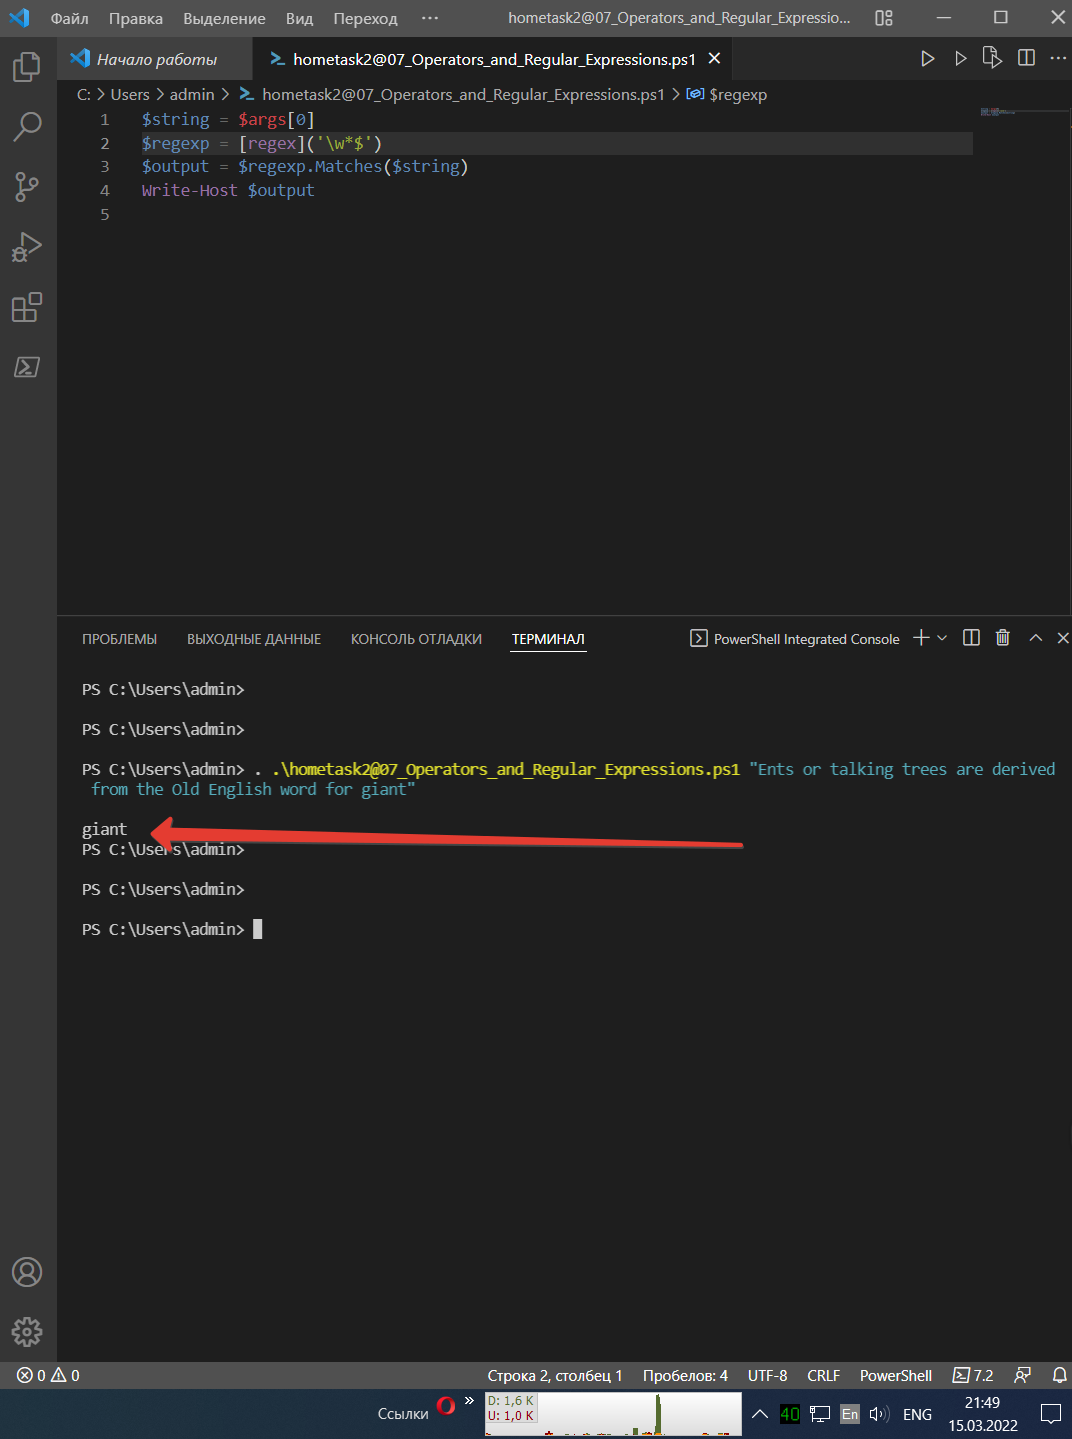 Файл Правка Выделение Вид Переход ··· hometask2@07_Operators_and_Regular_Expressio...
Начало работы hometask2@07_Operators_and_Regular_Expressions.ps1
C: > Users > admin > hometask2@07_Operators_and_Regular_Expressions.ps1 > $regexp
1 $string = $args[0]
2 $regexp = [regex]('\w*$')
3 $output = $regexp.Matches($string)
4 Write-Host $output
5
ПРОБЛЕМЫ ВЫХОДНЫЕ ДАННЫЕ КОНСОЛЬ ОТЛАДКИ ТЕРМИНАЛ PowerShell Integrated Console
PS C:\Users\admin>
PS C:\Users\admin>
PS C:\Users\admin> . .\hometask2@07_Operators_and_Regular_Expressions.ps1 "Ents or talking trees are derived
from the Old English word for giant"
giant
PS C:\Users\admin>
PS C:\Users\admin>
PS C:\Users\admin>
0 0 Строка 2, столбец 1 Пробелов: 4 UTF-8 CRLF PowerShell 7.2
Ссылки » D: 1,6 K 40 En ENG 21:49
U: 1,0 K 15.03.2022